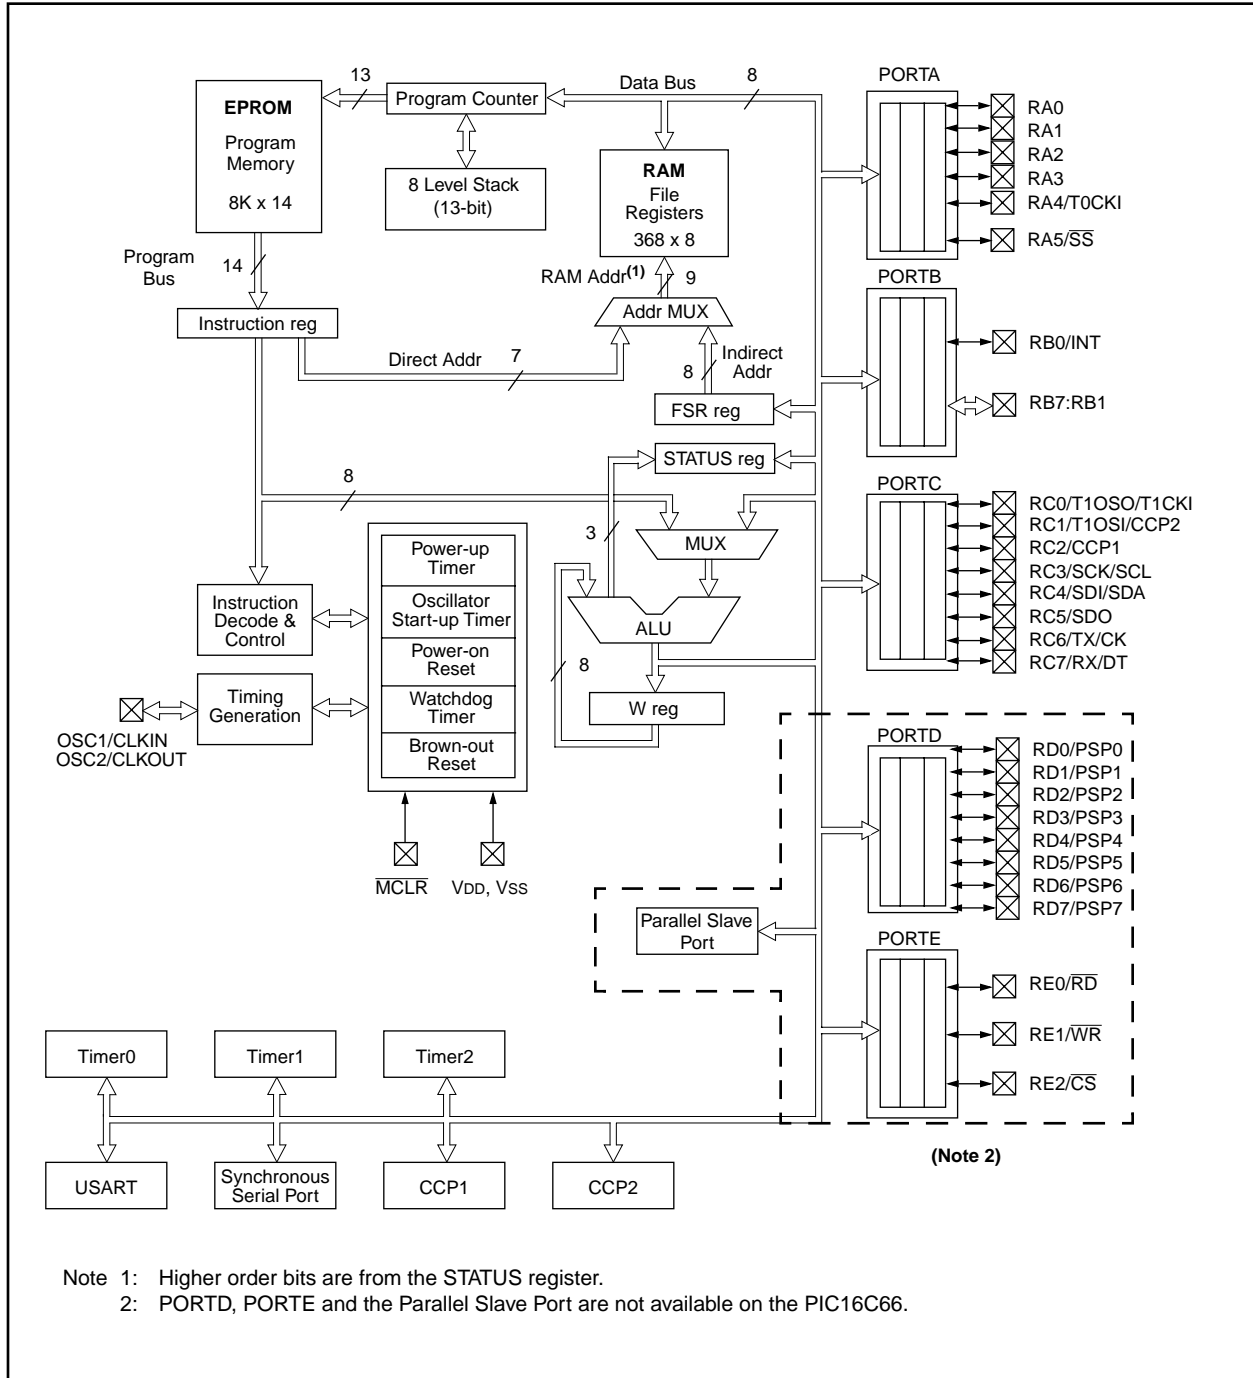 13
Data Bus
8
PORTA
EPROM
Program
Memory
8K x 14
Program Counter
8 Level Stack
(13-bit)
RAM
File
Registers
368 x 8
RA0
RA1
RA2
RA3
RA4/T0CKI
RA5/S̅S̅
Program
Bus
14
RAM Addr(1)
9
PORTB
Instruction reg
Addr MUX
Direct Addr
7
8
Indirect
Addr
RB0/INT
RB7:RB1
FSR reg
STATUS reg
PORTC
8
3
MUX
RC0/T1OSO/T1CKI
RC1/T1OSI/CCP2
RC2/CCP1
RC3/SCK/SCL
RC4/SDI/SDA
RC5/SDO
RC6/TX/CK
RC7/RX/DT
Power-up
Timer
Oscillator
Start-up Timer
Power-on
Reset
Watchdog
Timer
Brown-out
Reset
Instruction
Decode &
Control
ALU
8
W reg
Timing
Generation
OSC1/CLKIN
OSC2/CLKOUT
M̅C̅L̅R̅
VDD, VSS
PORTD
RD0/PSP0
RD1/PSP1
RD2/PSP2
RD3/PSP3
RD4/PSP4
RD5/PSP5
RD6/PSP6
RD7/PSP7
Parallel Slave
Port
PORTE
RE0/R̅D̅
RE1/W̅R̅
RE2/C̅S̅
(Note 2)
Timer0
Timer1
Timer2
USART
Synchronous
Serial Port
CCP1
CCP2
Note 1: Higher order bits are from the STATUS register.
2: PORTD, PORTE and the Parallel Slave Port are not available on the PIC16C66.